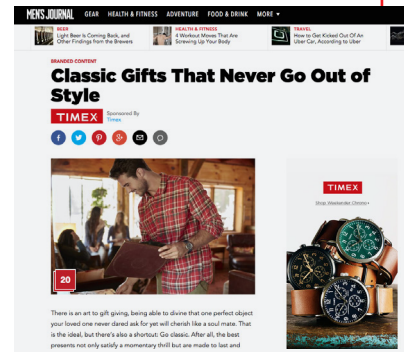 MEN'S JOURNAL GEAR HEALTH & FITNESS ADVENTURE FOOD & DRINK MORE
BEER
Light Beer Is Coming Back, and
Other Findings from the Brewers
HEALTH & FITNESS
4 Workout Moves That Are
Screwing Up Your Body
TRAVEL
How to Get Kicked Out Of An
Uber Car, According to Uber
BRANDED CONTENT
Classic Gifts That Never Go Out of
Style
TIMEX
Sponsored By
Timex
20
TIMEX
Shop Weekender Chrono
There is an art to gift giving, being able to divine that one perfect object
your loved one never dared ask for yet will cherish like a soul mate. That
is the ideal, but there's also a shortcut: Go classic. After all, the best
presents not only satisfy a momentary thrill but are made to last and